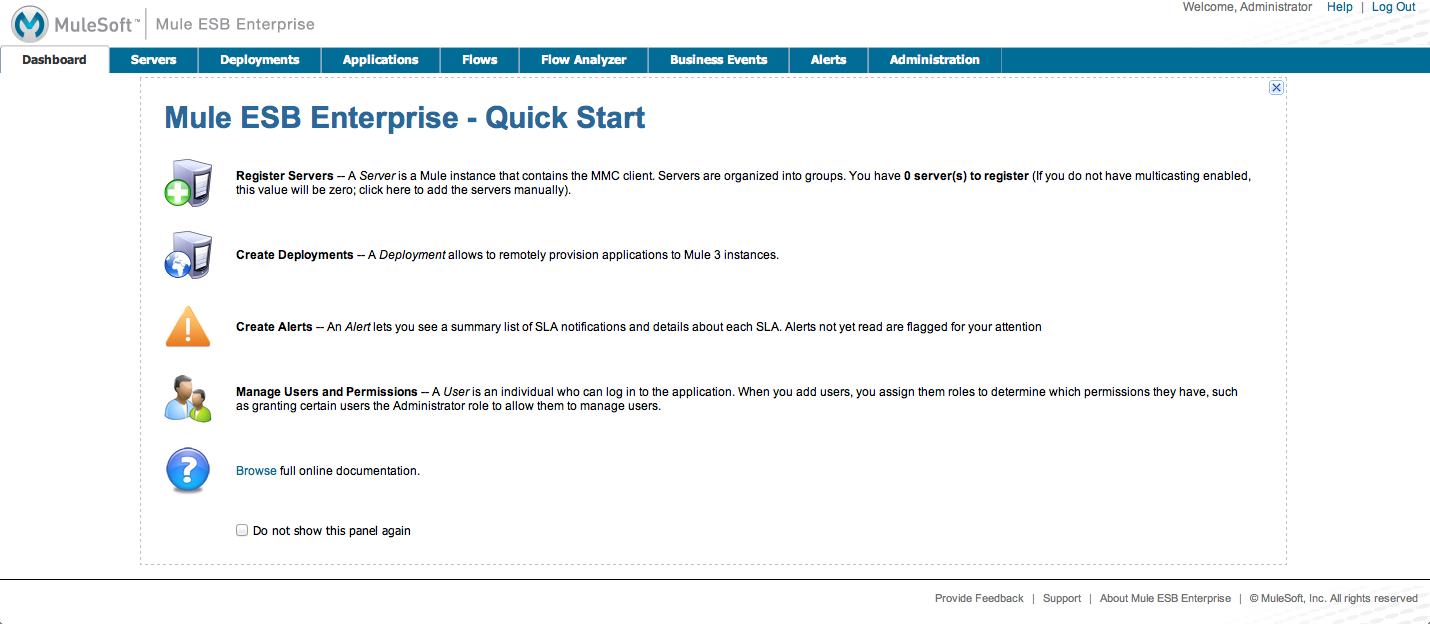 MuleSoft™ Mule ESB Enterprise
Welcome, Administrator Help | Log Out
Dashboard Servers Deployments Applications Flows Flow Analyzer Business Events Alerts Administration
Mule ESB Enterprise - Quick Start
Register Servers -- A Server is a Mule instance that contains the MMC client. Servers are organized into groups. You have 0 server(s) to register (If you do not have multicasting enabled,
this value will be zero; click here to add the servers manually).
Create Deployments -- A Deployment allows to remotely provision applications to Mule 3 instances.
Create Alerts -- An Alert lets you see a summary list of SLA notifications and details about each SLA. Alerts not yet read are flagged for your attention
Manage Users and Permissions -- A User is an individual who can log in to the application. When you add users, you assign them roles to determine which permissions they have, such
as granting certain users the Administrator role to allow them to manage users.
Browse full online documentation.
Do not show this panel again
Provide Feedback | Support | About Mule ESB Enterprise | © MuleSoft, Inc. All rights reserved